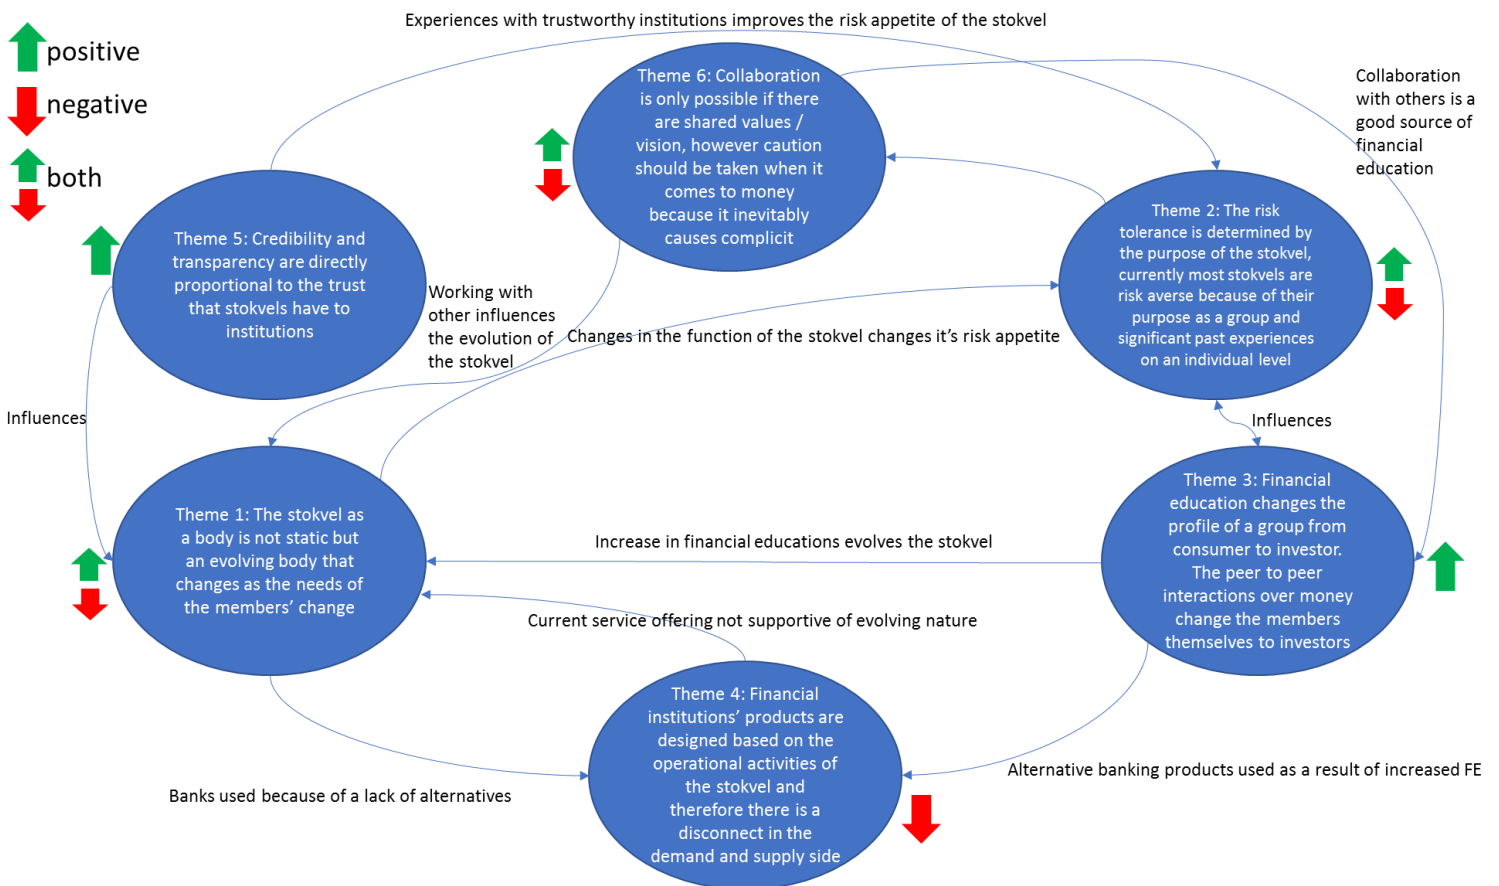 Experiences with trustworthy institutions improves the risk appetite of the stokvel
positive
negative
both
Theme 6: Collaboration
is only possible if there
are shared values /
vision, however caution
should be taken when it
comes to money
because it inevitably
causes complicit
Collaboration
with others is a
good source of
financial
education
Theme 5: Credibility and
transparency are directly
proportional to the trust
that stokvels have to
institutions
Theme 2: The risk
tolerance is determined by
the purpose of the stokvel,
currently most stokvels are
risk averse because of their
purpose as a group and
significant past experiences
on an individual level
Working with
other influences
the evolution of
the stokvel
Changes in the function of the stokvel changes it's risk appetite
Influences
Influences
Theme 1: The stokvel as
a body is not static but
an evolving body that
changes as the needs of
the members' change
Increase in financial educations evolves the stokvel
Theme 3: Financial
education changes the
profile of a group from
consumer to investor.
The peer to peer
interactions over money
change the members
themselves to investors
Current service offering not supportive of evolving nature
Theme 4: Financial
institutions' products are
designed based on the
operational activities of
the stokvel and
therefore there is a
disconnect in the
demand and supply side
Banks used because of a lack of alternatives
Alternative banking products used as a result of increased FE